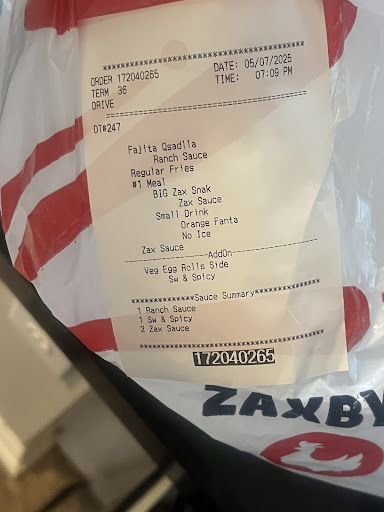 ****************************************
ORDER 172040265 DATE: 05/07/2025
TERM 36 TIME: 07:09 PM
DRIVE
========================================
DT#247
Fajita Qsadlla
Ranch Sauce
Regular Fries
#1 Meal
BIG Zax Snak
Zax Sauce
Small Drink
Orange Fanta
No Ice
Zax Sauce
-----------------AddOn-----------------
Veg Egg Rolls Side
Sw & Spicy
************Sauce Summary************
1 Ranch Sauce
1 Sw & Spicy
2 Zax Sauce
****************************************
172040265
ZAXBY